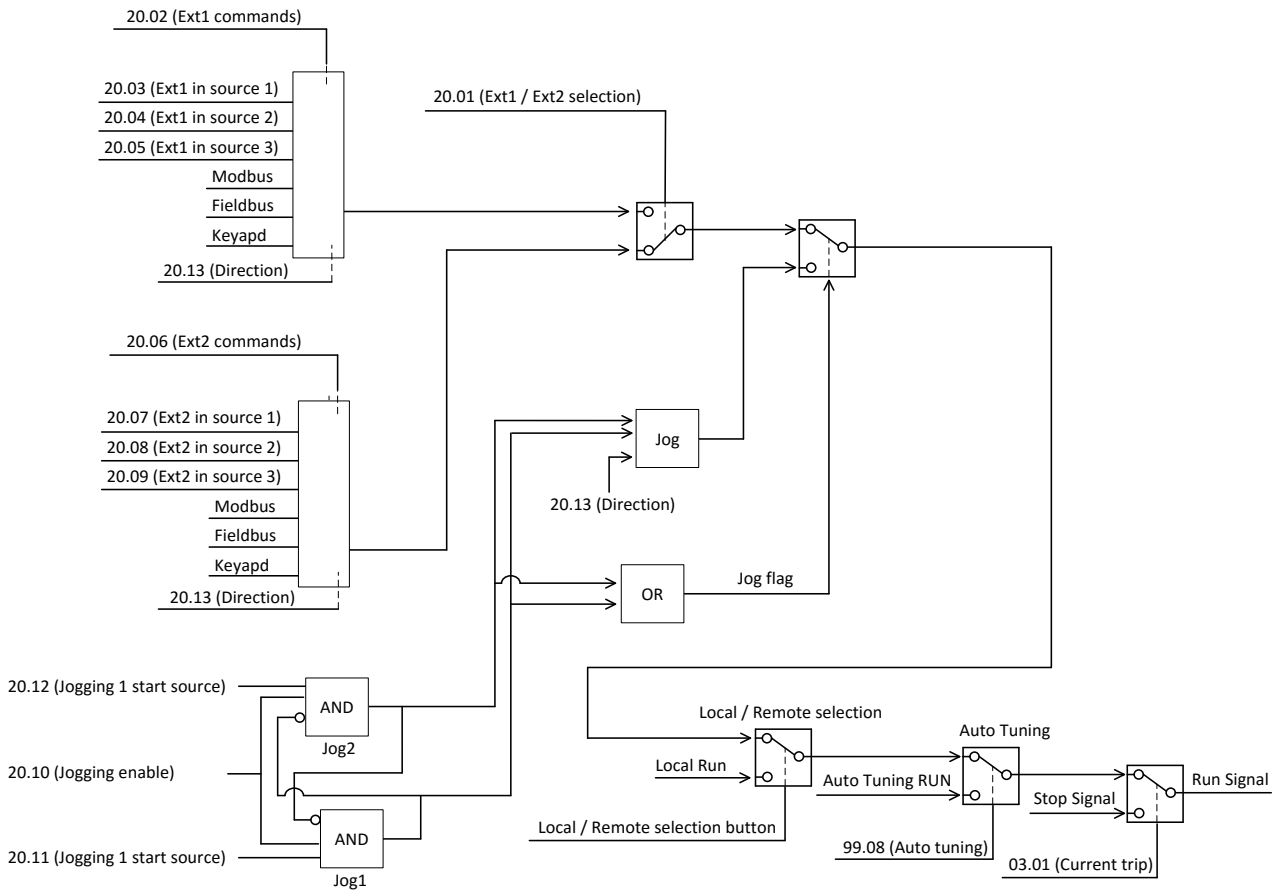 20.02 (Ext1 commands)
20.03 (Ext1 in source 1)
20.04 (Ext1 in source 2)
20.05 (Ext1 in source 3)
Modbus
Fieldbus
Keyapd
20.13 (Direction)
20.01 (Ext1 / Ext2 selection)
20.06 (Ext2 commands)
20.07 (Ext2 in source 1)
20.08 (Ext2 in source 2)
20.09 (Ext2 in source 3)
Modbus
Fieldbus
Keyapd
20.13 (Direction)
Jog
20.13 (Direction)
OR
Jog flag
20.12 (Jogging 1 start source)
AND
Jog2
20.10 (Jogging enable)
AND
20.11 (Jogging 1 start source)
Jog1
Local / Remote selection
Local Run
Local / Remote selection button
Auto Tuning
Auto Tuning RUN
99.08 (Auto tuning)
Stop Signal
Run Signal
03.01 (Current trip)